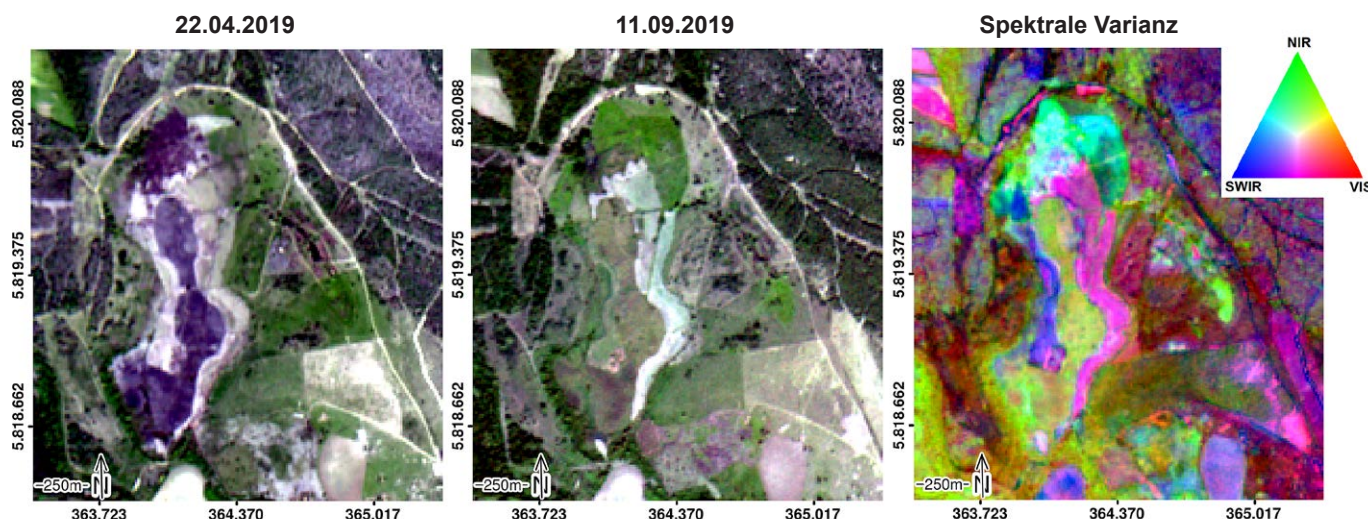 22.04.2019
11.09.2019
Spektrale Varianz
NIR
SWIR
VIS
5.820.088
5.819.375
5.818.662
5.820.088
5.819.375
5.818.662
5.820.088
5.819.375
5.818.662
-250m- N
-250m- N
-250m- N
363.723
364.370
365.017
363.723
364.370
365.017
363.723
364.370
365.017